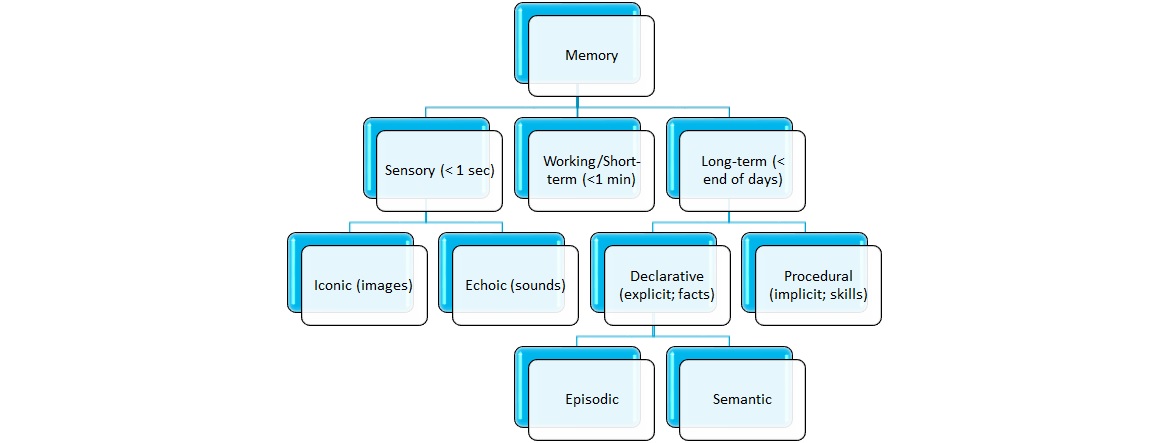 Memory
Sensory (< 1 sec)
Working/Short-
term (<1 min)
Long-term (<
end of days)
Iconic (images)
Echoic (sounds)
Declarative
(explicit; facts)
Procedural
(implicit; skills)
Episodic
Semantic